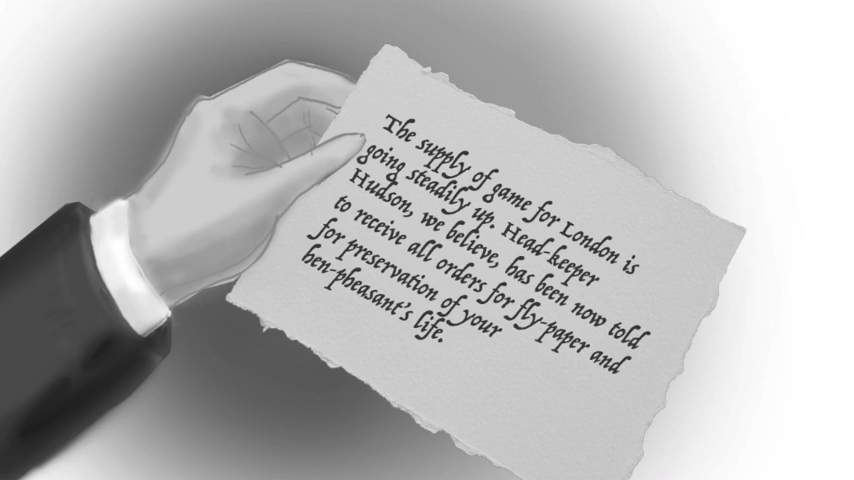 The supply of game for London is
going steadily up. Head-keeper
Hudson, we believe, has been now told
to receive all orders for fly-paper and
for preservation of your
hen-pheasant's life.